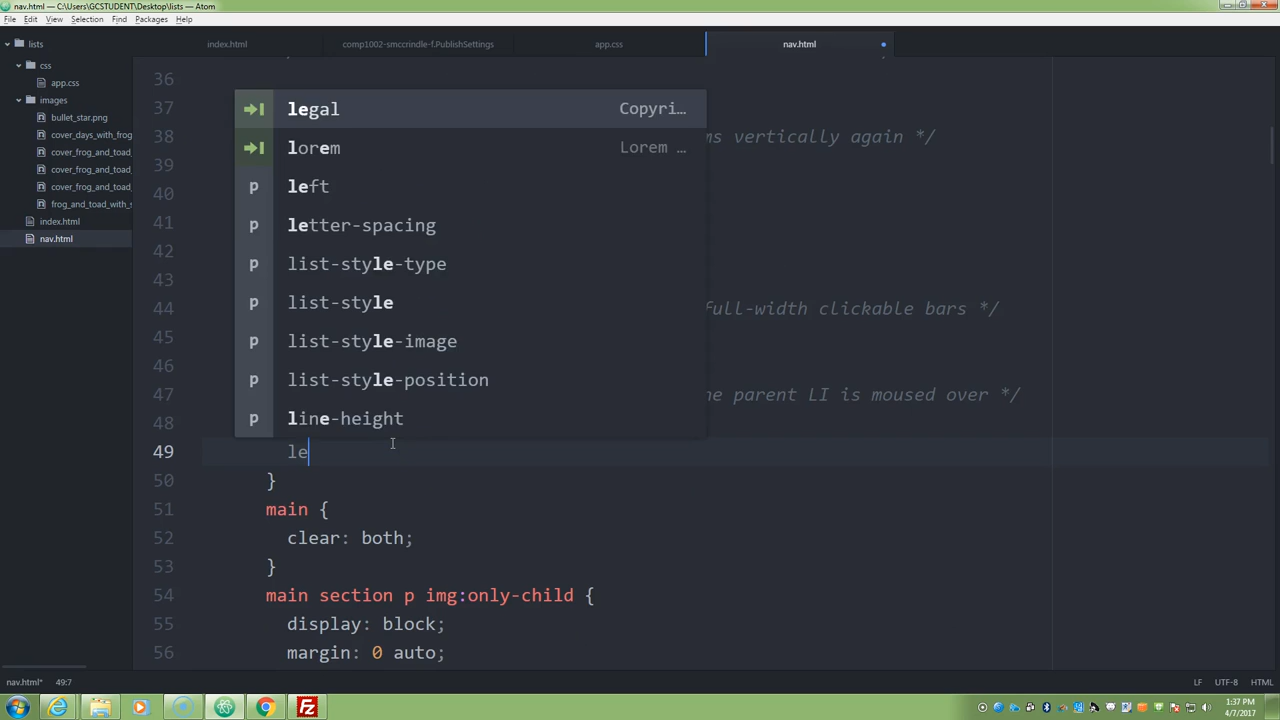 nav.html — C:\Users\GCSTUDENT\Desktop\lists — Atom
File Edit View Selection Find Packages Help
lists
css
app.css
images
bullet_star.png
cover_days_with_frog
cover_frog_and_toad_
cover_frog_and_toad_
cover_frog_and_toad_
frog_and_toad_with_s
index.html
nav.html
index.html comp1002-smccrindle-f.PublishSettings app.css nav.html
36
37
38 ms vertically again */
39
40
41
42
43
44 full-width clickable bars */
45
46
47 he parent LI is moused over */
48
49 le
50 }
51 main {
52 clear: both;
53 }
54 main section p img:only-child {
55 display: block;
56 margin: 0 auto;
legal Copyri…
lorem Lorem …
p left
p letter-spacing
p list-style-type
p list-style
p list-style-image
p list-style-position
p line-height
nav.html* 49:7 LF UTF-8 HTML
1:37 PM
4/7/2017